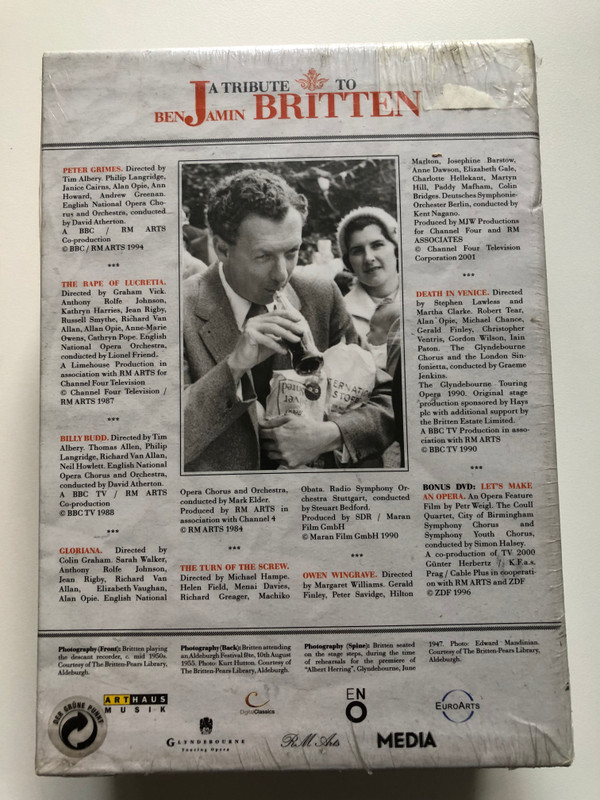 A TRIBUTE TO
BENJAMIN BRITTEN
PETER GRIMES. Directed by
Tim Albery. Philip Langridge,
Janice Cairns, Alan Opie, Ann
Howard, Andrew Greenan.
English National Opera Cho-
rus and Orchestra, conducted
by David Atherton.
A BBC / RM ARTS
Co-production
© BBC / RM ARTS 1994
***
THE RAPE OF LUCRETIA.
Directed by Graham Vick.
Anthony Rolfe Johnson,
Kathryn Harries, Jean Rigby,
Russell Smythe, Richard Van
Allan, Allan Opie, Anne-Marie
Owens, Cathryn Pope. English
National Opera Orchestra,
conducted by Lionel Friend.
A Limehouse Production in
association with RM ARTS for
Channel Four Television
© Channel Four Television /
RM ARTS 1987
***
BILLY BUDD. Directed by Tim
Albery. Thomas Allen, Philip
Langridge, Richard Van Allan,
Neil Howlett. English National
Opera Chorus and Orchestra,
conducted by David Atherton.
A BBC TV / RM ARTS
Co-production
© BBC TV 1988
***
GLORIANA. Directed by
Colin Graham. Sarah Walker,
Anthony Rolfe Johnson,
Jean Rigby, Richard Van
Allan, Elizabeth Vaughan,
Alan Opie. English National
Opera Chorus and Orchestra,
conducted by Mark Elder.
Produced by RM ARTS in
association with Channel 4
© RM ARTS 1984
***
THE TURN OF THE SCREW.
Directed by Michael Hampe.
Helen Field, Menai Davies,
Richard Greager, Machiko
Obata. Radio Symphony Or-
chestra Stuttgart, conducted
by Steuart Bedford.
Produced by SDR / Maran
Film GmbH
© Maran Film GmbH 1990
***
OWEN WINGRAVE. Directed
by Margaret Williams. Gerald
Finley, Peter Savidge, Hilton
Marlton, Josephine Barstow,
Anne Dawson, Elizabeth Gale,
Charlotte Hellekant, Martyn
Hill, Paddy Mafham, Colin
Bridges. Deutsches Symphonie-
Orchester Berlin, conducted by
Kent Nagano.
Produced by MJW Productions
for Channel Four and RM
ASSOCIATES
© Channel Four Television
Corporation 2001
***
DEATH IN VENICE. Directed
by Stephen Lawless and
Martha Clarke. Robert Tear,
Alan Opie, Michael Chance,
Gerald Finley, Christopher
Ventris, Gordon Wilson, Iain
Paton. The Glyndebourne
Chorus and the London Sin-
fonietta, conducted by Graeme
Jenkins.
The Glyndebourne Touring
Opera 1990. Original stage
production sponsored by Hays
plc with additional support by
the Britten Estate Limited.
A BBC TV Production in asso-
ciation with RM ARTS
© BBC TV 1990
***
BONUS DVD: LET'S MAKE
AN OPERA. An Opera Feature
Film by Petr Weigl. The Coull
Quartet, City of Birmingham
Symphony Chorus and
Symphony Youth Chorus,
conducted by Simon Halsey.
A co-production of TV 2000
Günter Herbertz / K.F.a.s.
Prag / Cable Plus in cooperati-
on with RM ARTS and ZDF
© ZDF 1996
Photography (Front): Britten playing
the descant recorder, c. mid 1950s.
Courtesy of The Britten-Pears Library,
Aldeburgh.
Photography (Back): Britten attending
an Aldeburgh Festival fête, 10th August
1955. Photo: Kurt Hutton. Courtesy of
The Britten-Pears Library, Aldeburgh.
Photography (Spine): Britten seated
on the stage steps, during the time
of rehearsals for the premiere of
"Albert Herring", Glyndebourne, June
1947. Photo: Edward Mandinian.
Courtesy of The Britten-Pears Library,
Aldeburgh.
DER GRÜNE PUNKT
ARTHAUS
MUSIK
DigitalClassics
ENO
EUROARTS
GLYNDEBOURNE
Touring Opera
RM Arts
MEDIA